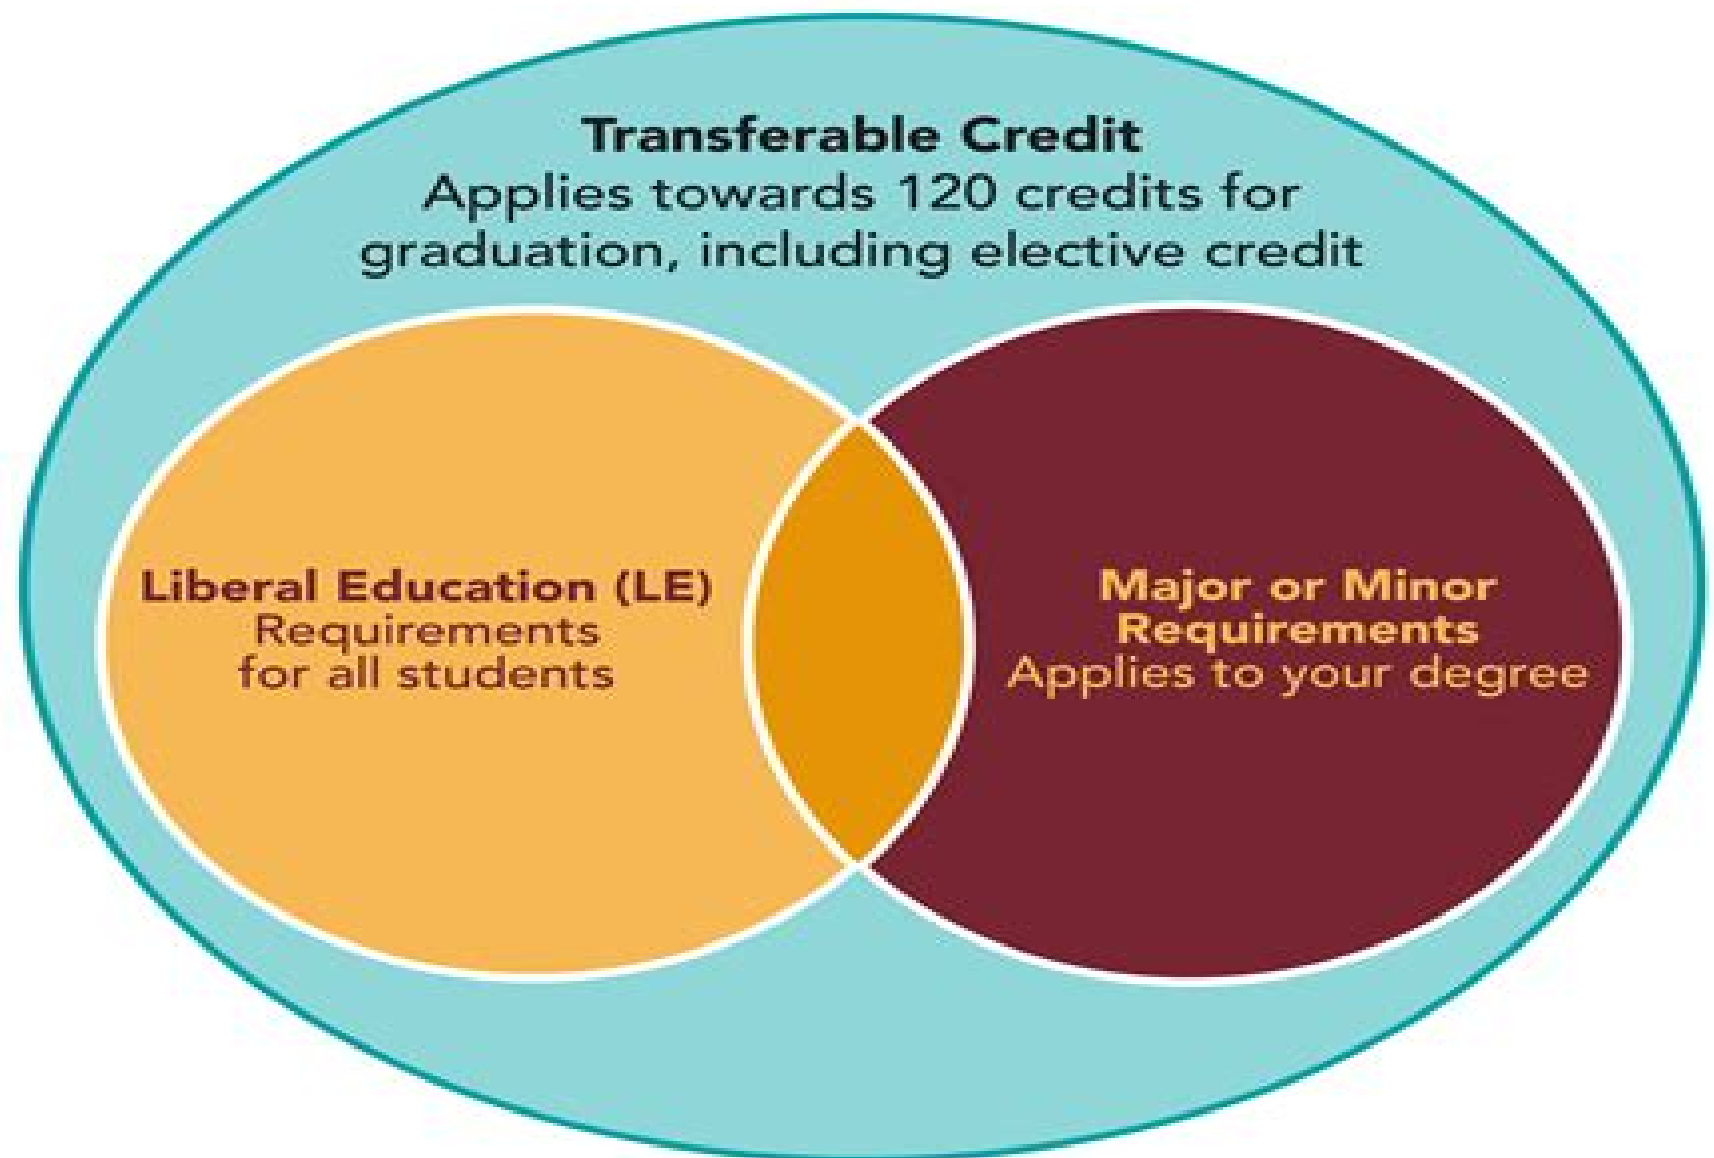 Transferable Credit
Applies towards 120 credits for
graduation, including elective credit
Liberal Education (LE)
Requirements
for all students
Major or Minor
Requirements
Applies to your degree